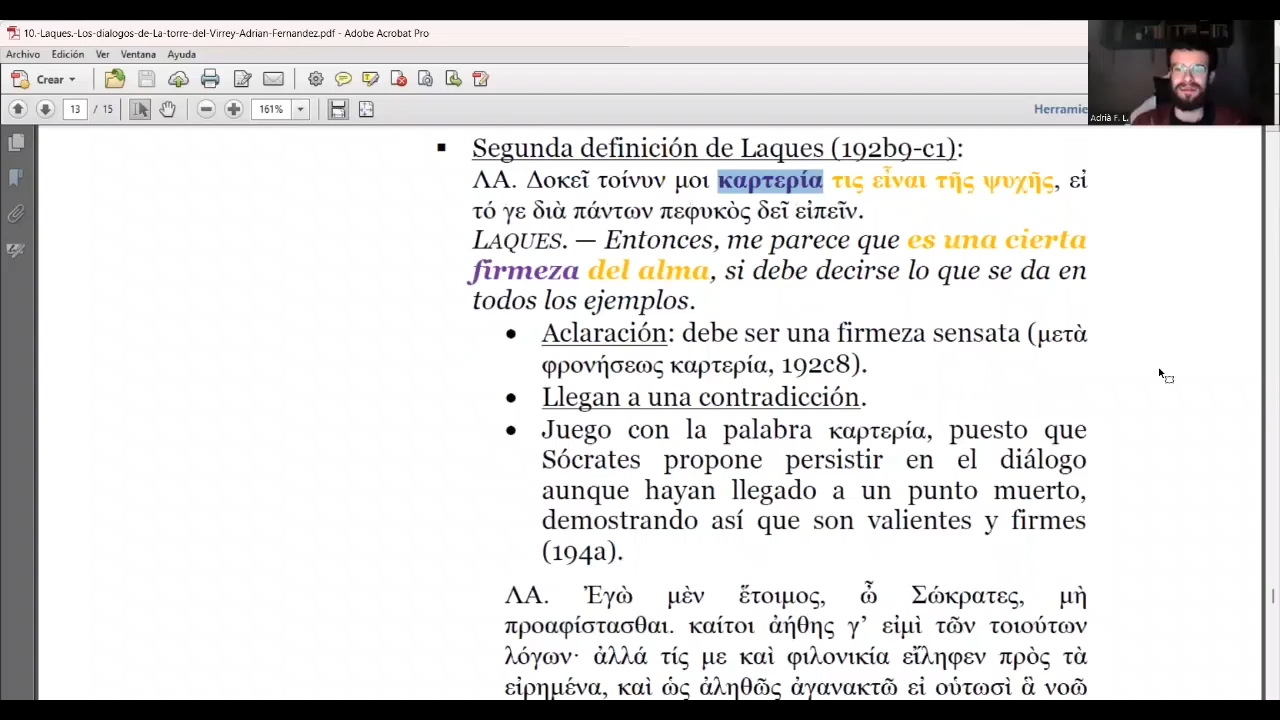 10.-Laques.-Los-dialogos-de-La-torre-del-Virrey-Adrian-Fernandez.pdf - Adobe Acrobat Pro
Archivo Edición Ver Ventana Ayuda
Crear
13 / 15 161% Herramie
Adrià F. L.
▪ Segunda definición de Laques (192b9-c1):
ΛΑ. Δοκεῖ τοίνυν μοι καρτερία τις εἶναι τῆς ψυχῆς, εἰ
τό γε διὰ πάντων πεφυκὸς δεῖ εἰπεῖν.
LAQUES. — Entonces, me parece que es una cierta
firmeza del alma, si debe decirse lo que se da en
todos los ejemplos.
• Aclaración: debe ser una firmeza sensata (μετὰ
φρονήσεως καρτερία, 192c8).
• Llegan a una contradicción.
• Juego con la palabra καρτερία, puesto que
Sócrates propone persistir en el diálogo
aunque hayan llegado a un punto muerto,
demostrando así que son valientes y firmes
(194a).
ΛΑ. Ἐγὼ μὲν ἕτοιμος, ὦ Σώκρατες, μὴ
προαφίστασθαι. καίτοι ἀήθης γ’ εἰμὶ τῶν τοιούτων
λόγων· ἀλλά τίς με καὶ φιλονικία εἴληφεν πρὸς τὰ
εἰρημένα, καὶ ὡς ἀληθῶς ἀγανακτῶ εἰ οὑτωσὶ ἃ νοῶ